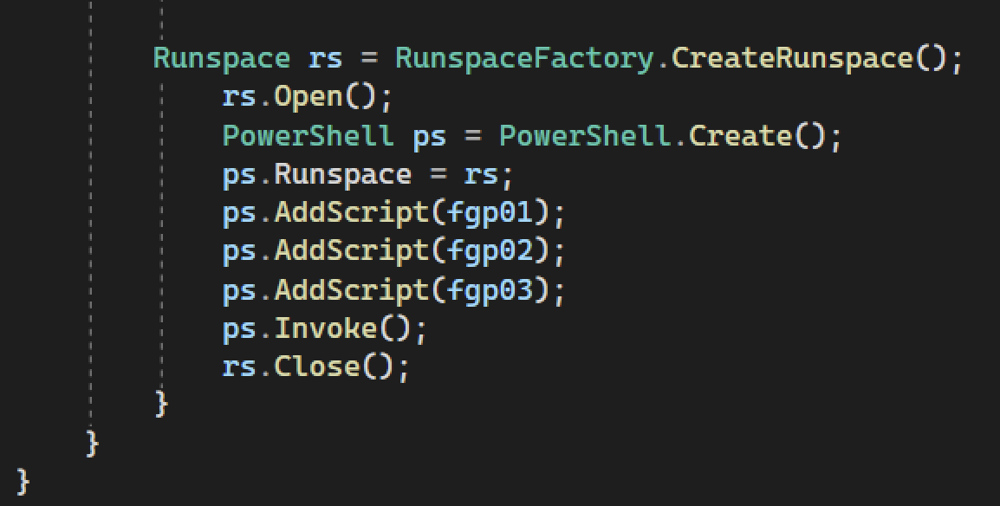 Runspace rs = RunspaceFactory.CreateRunspace();
rs.Open();
PowerShell ps = PowerShell.Create();
ps.Runspace = rs;
ps.AddScript(fgp01);
ps.AddScript(fgp02);
ps.AddScript(fgp03);
ps.Invoke();
rs.Close();
}
}
}